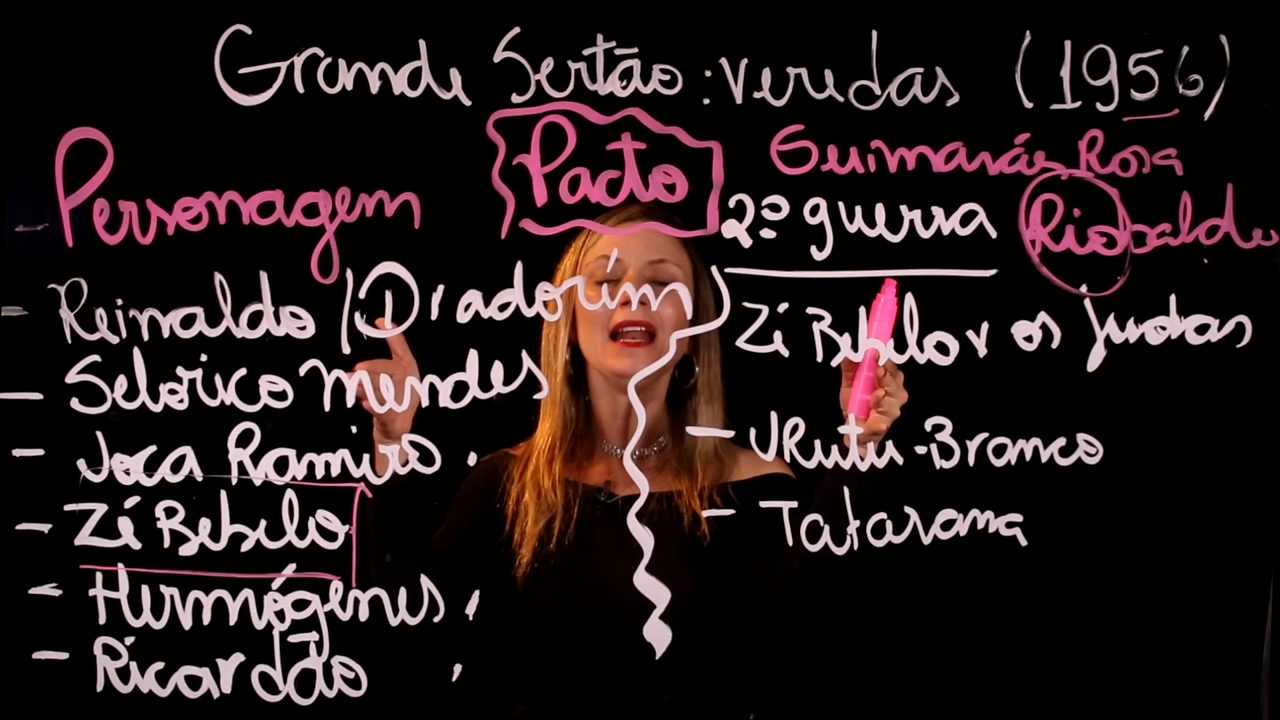 Grande Sertão: veredas (1956)
Pacto
Guimarães Rosa
Personagem
2ª guerra
Riobaldo
- Reinaldo / Diadorim
Zé Bebelo v os judas
- Selorico Mendes
- Joca Ramiro.
- Urutu-Branco
- Zé Bebelo
- Tatarana
- Hermógenes,
- Ricardão,